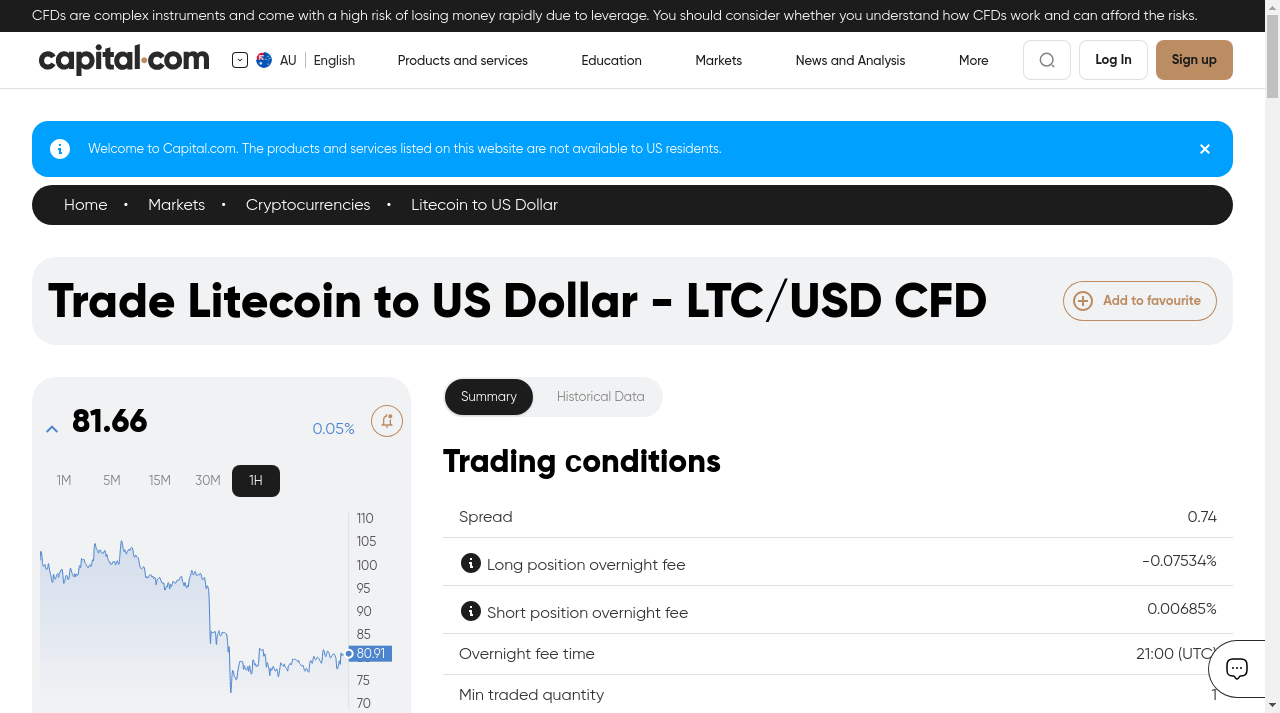 CFDs are complex instruments and come with a high risk of losing money rapidly due to leverage. You should consider whether you understand how CFDs work and can afford the risks.
capital.com AU English Products and services Education Markets News and Analysis More Log In Sign up
Welcome to Capital.com. The products and services listed on this website are not available to US residents.
Home • Markets • Cryptocurrencies • Litecoin to US Dollar
Trade Litecoin to US Dollar - LTC/USD CFD
Add to favourite
81.66 0.05%
1M 5M 15M 30M 1H
110
105
100
95
90
85
80.91
75
70
Summary Historical Data
Trading conditions
Spread 0.74
Long position overnight fee -0.07534%
Short position overnight fee 0.00685%
Overnight fee time 21:00 (UTC)
Min traded quantity 1